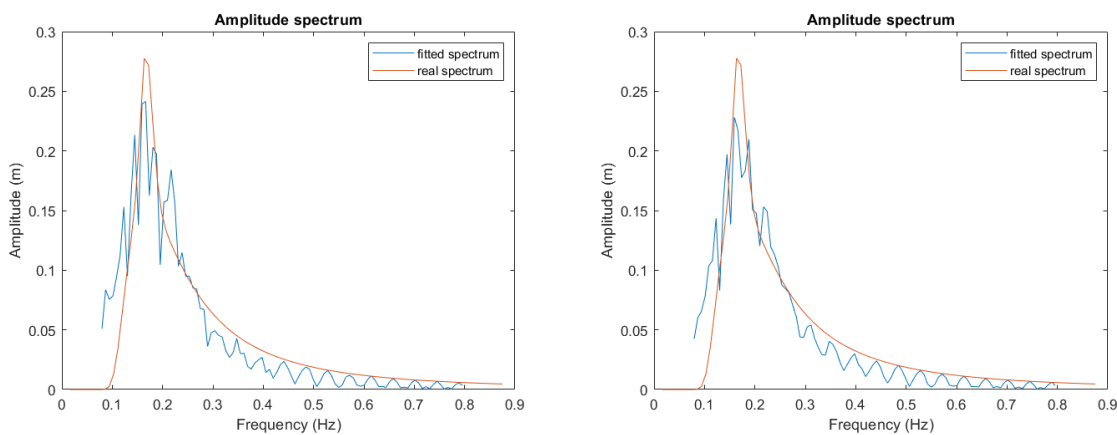 Amplitude spectrum
0.3
0.25
0.2
0.15
0.1
0.05
0
Amplitude (m)
fitted spectrum
real spectrum
0 0.1 0.2 0.3 0.4 0.5 0.6 0.7 0.8 0.9
Frequency (Hz)
Amplitude spectrum
0.3
0.25
0.2
0.15
0.1
0.05
0
Amplitude (m)
fitted spectrum
real spectrum
0 0.1 0.2 0.3 0.4 0.5 0.6 0.7 0.8 0.9
Frequency (Hz)